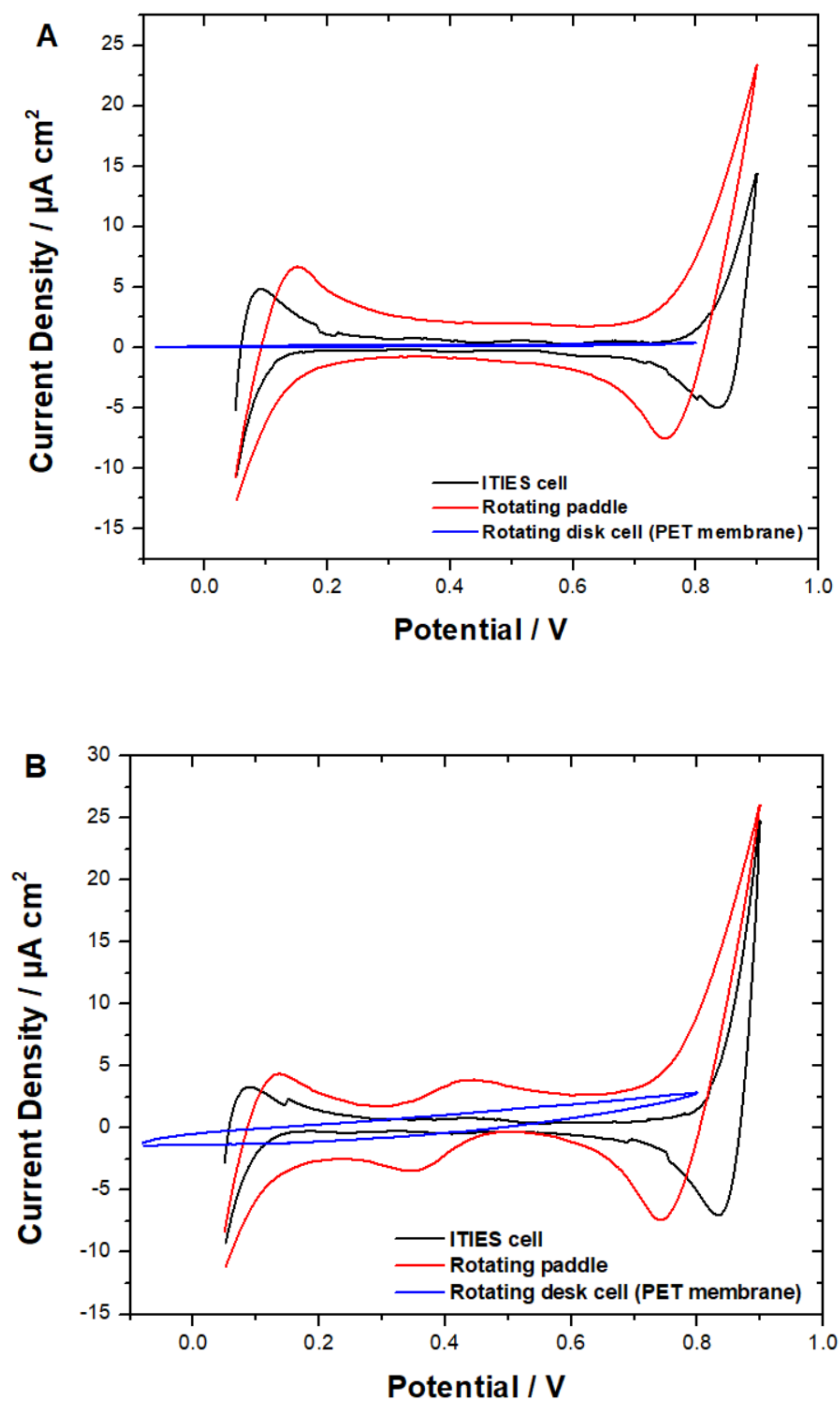 A
Current Density / µA cm²
25
20
15
10
5
0
-5
-10
-15
ITIES cell
Rotating paddle
Rotating disk cell (PET membrane)
0.0 0.2 0.4 0.6 0.8 1.0
Potential / V
B
Current Density / µA cm²
30
25
20
15
10
5
0
-5
-10
-15
ITIES cell
Rotating paddle
Rotating desk cell (PET membrane)
0.0 0.2 0.4 0.6 0.8 1.0
Potential / V